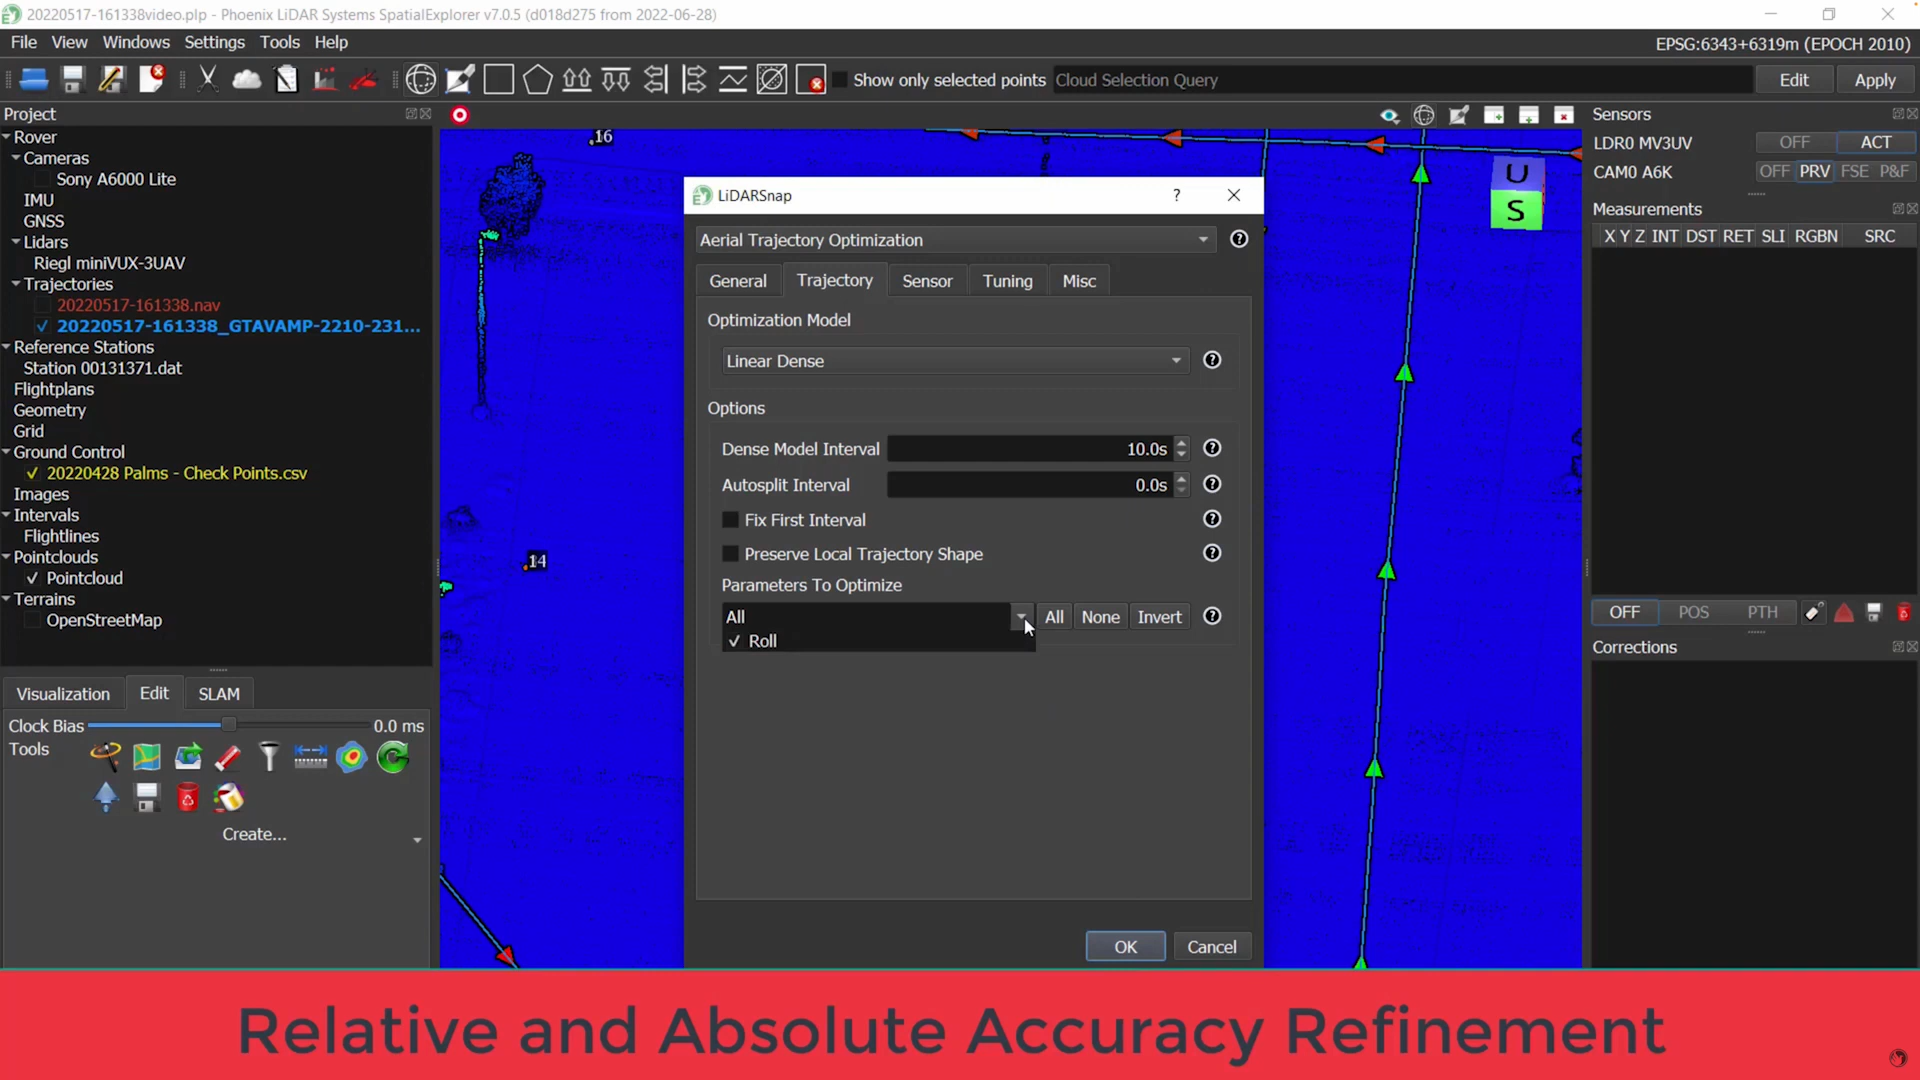 20220517-161338video.plp - Phoenix LiDAR Systems SpatialExplorer v7.0.5 (d018d275 from 2022-06-28)
File View Windows Settings Tools Help
EPSG:6343+6319m (EPOCH 2010)
Show only selected points Cloud Selection Query Edit Apply
Project
Rover
Cameras
Sony A6000 Lite
IMU
GNSS
Lidars
Riegl miniVUX-3UAV
Trajectories
20220517-161338.nav
20220517-161338_GTAVAMP-2210-231...
Reference Stations
Station 00131371.dat
Flightplans
Geometry
Grid
Ground Control
20220428 Palms - Check Points.csv
Images
Intervals
Flightlines
Pointclouds
Pointcloud
Terrains
OpenStreetMap
Visualization Edit SLAM
Clock Bias 0.0 ms
Tools
Create...
16
14
U
S
LiDARSnap ?
Aerial Trajectory Optimization ?
General Trajectory Sensor Tuning Misc
Optimization Model
Linear Dense ?
Options
Dense Model Interval 10.0s ?
Autosplit Interval 0.0s ?
Fix First Interval ?
Preserve Local Trajectory Shape ?
Parameters To Optimize
All All None Invert ?
Roll
OK Cancel
Sensors
LDR0 MV3UV OFF ACT
CAM0 A6K OFF PRV FSE P&F
Measurements
X Y Z INT DST RET SLI RGBN SRC
OFF POS PTH
Corrections
Relative and Absolute Accuracy Refinement